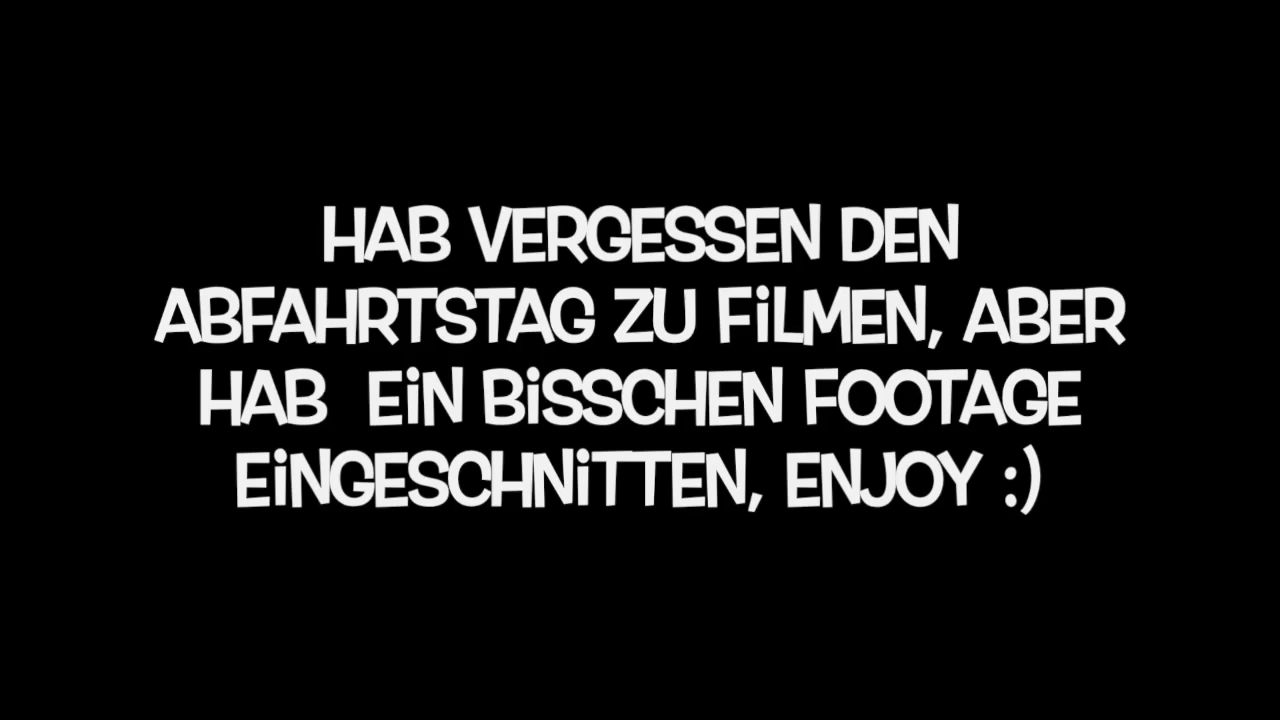 HAB VERGESSEN DEN
ABFAHRTSTAG ZU FiLMEN, ABER
HAB  EiN BiSSCHEN FOOTAGE
EiNGESCHNiTTEN, ENJOY :)